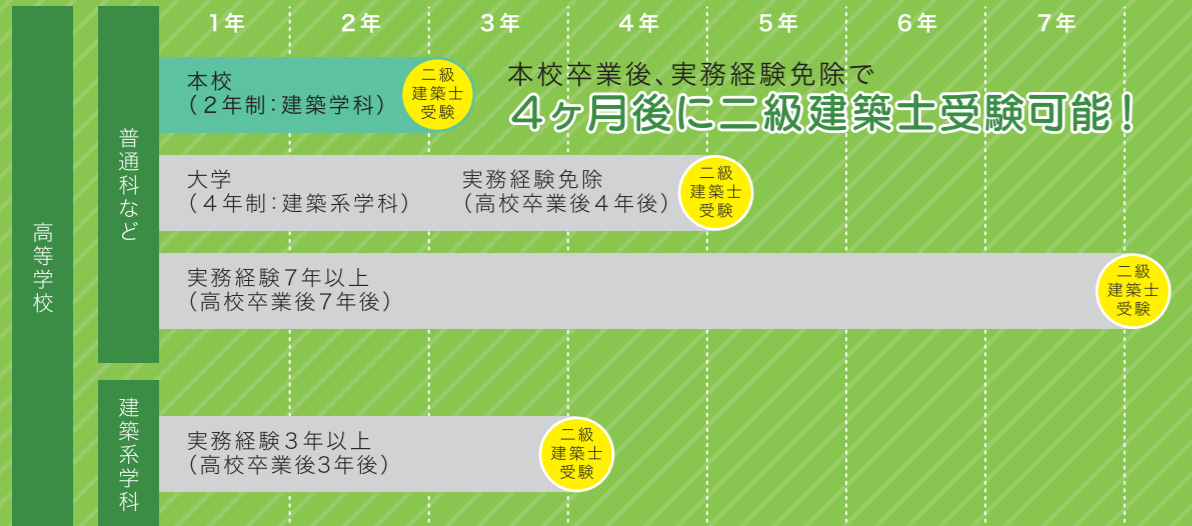 1年 2年 3年 4年 5年 6年 7年
高等学校
普通科など
本校
（2年制：建築学科）
二級
建築士
受験
本校卒業後、実務経験免除で
4ヶ月後に二級建築士受験可能！
大学
（4年制：建築系学科）
実務経験免除
（高校卒業後4年後）
二級
建築士
受験
実務経験7年以上
（高校卒業後7年後）
二級
建築士
受験
建築系学科
実務経験3年以上
（高校卒業後3年後）
二級
建築士
受験